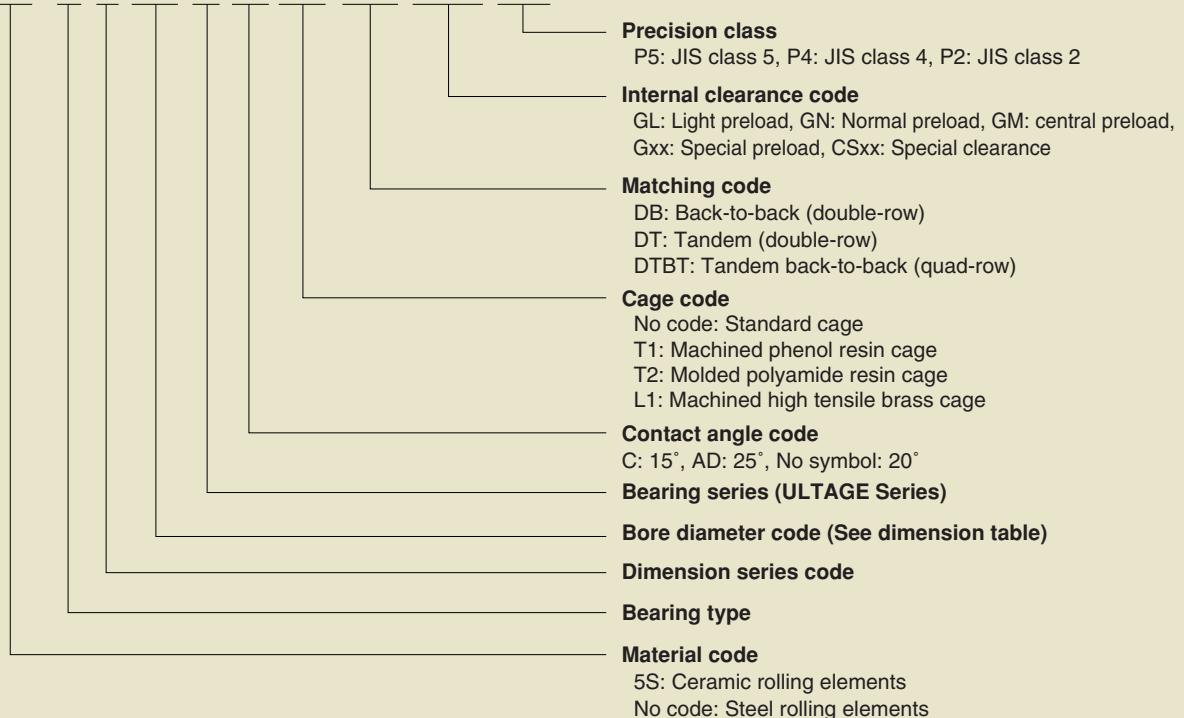 Precision class
P5: JIS class 5, P4: JIS class 4, P2: JIS class 2
Internal clearance code
GL: Light preload, GN: Normal preload, GM: central preload,
Gxx: Special preload, CSxx: Special clearance
Matching code
DB: Back-to-back (double-row)
DT: Tandem (double-row)
DTBT: Tandem back-to-back (quad-row)
Cage code
No code: Standard cage
T1: Machined phenol resin cage
T2: Molded polyamide resin cage
L1: Machined high tensile brass cage
Contact angle code
C: 15˚, AD: 25˚, No symbol: 20˚
Bearing series (ULTAGE Series)
Bore diameter code (See dimension table)
Dimension series code
Bearing type
Material code
5S: Ceramic rolling elements
No code: Steel rolling elements